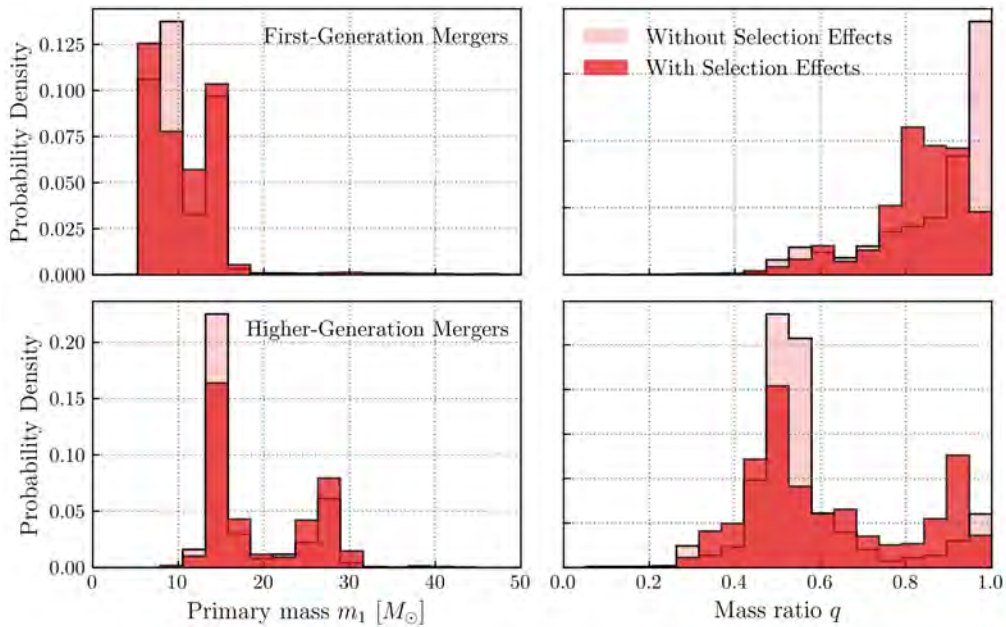 First-Generation Mergers
Without Selection Effects
With Selection Effects
Probability Density
0.125
0.100
0.075
0.050
0.025
0.000
Higher-Generation Mergers
Probability Density
0.20
0.15
0.10
0.05
0.00
0 10 20 30 40 50
0.0 0.2 0.4 0.6 0.8 1.0
Primary mass m₁ [M⊙]
Mass ratio q